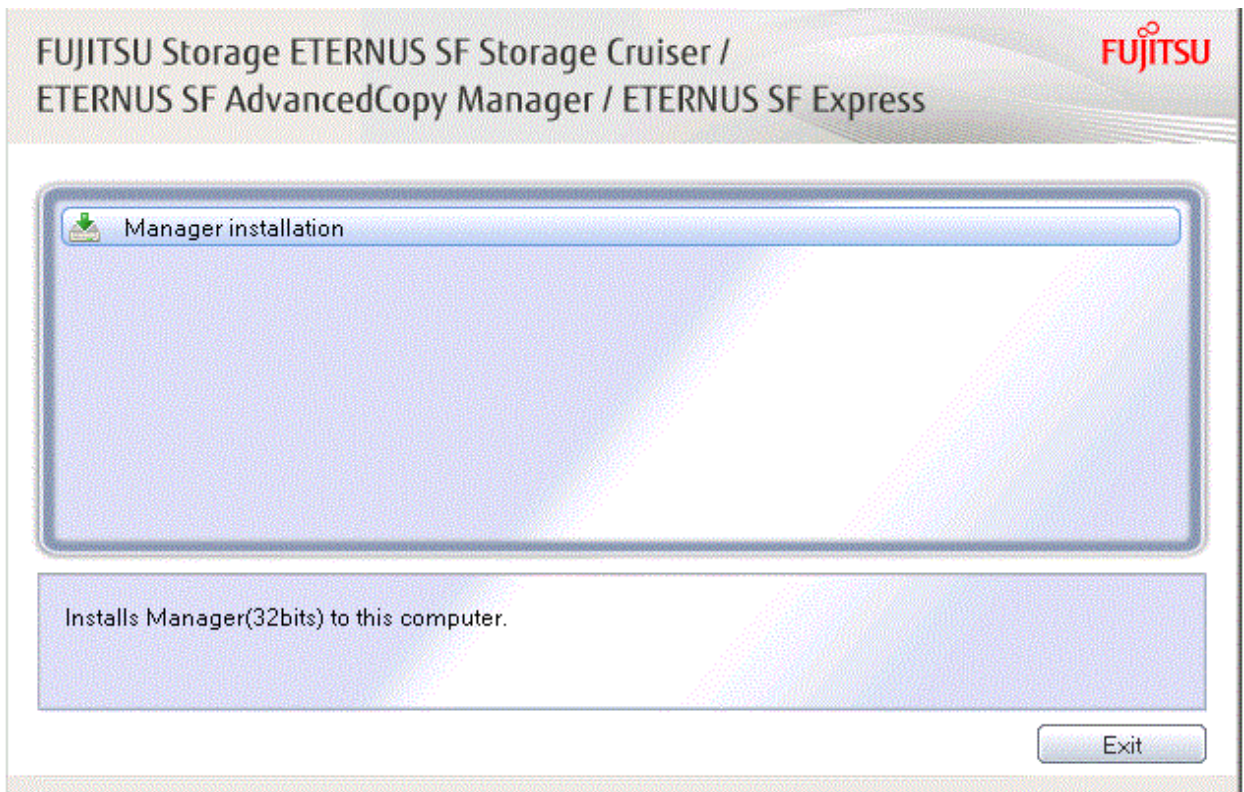 FUJITSU Storage ETERNUS SF Storage Cruiser /
ETERNUS SF AdvancedCopy Manager / ETERNUS SF Express
FUJITSU
Manager installation
Installs Manager(32bits) to this computer.
Exit